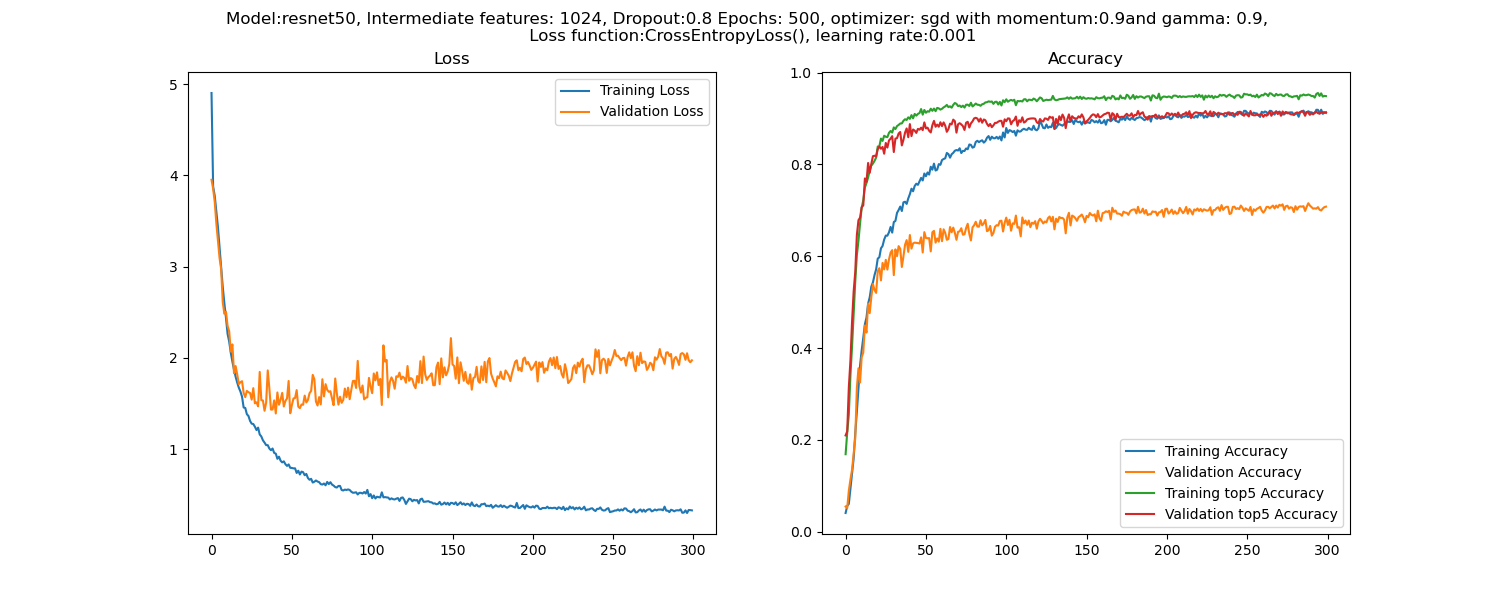 Model:resnet50, Intermediate features: 1024, Dropout:0.8 Epochs: 500, optimizer: sgd with momentum:0.9and gamma: 0.9,
Loss function:CrossEntropyLoss(), learning rate:0.001
Loss
5
4
3
2
1
0 50 100 150 200 250 300
Training Loss
Validation Loss
Accuracy
1.0
0.8
0.6
0.4
0.2
0.0
0 50 100 150 200 250 300
Training Accuracy
Validation Accuracy
Training top5 Accuracy
Validation top5 Accuracy